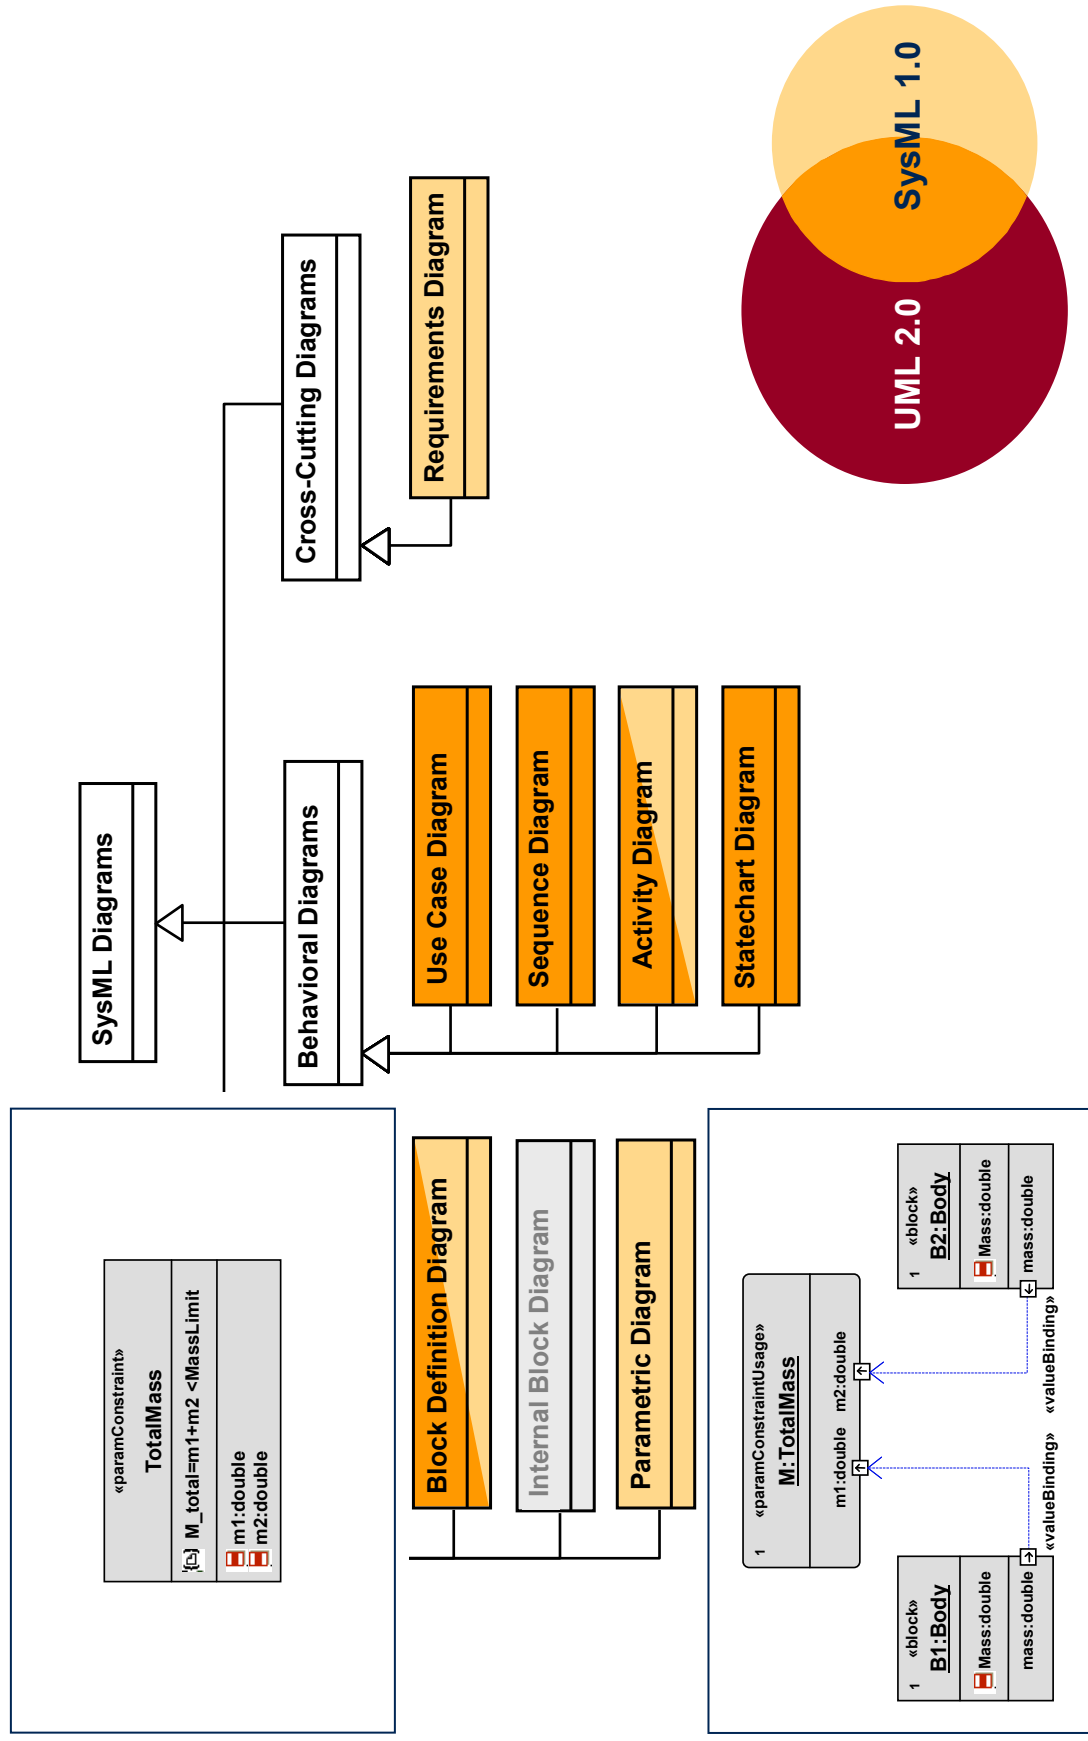 «paramConstraint»
TotalMass
M_total=m1+m2 <MassLimit
m1:double
m2:double
SysML Diagrams
Behavioral Diagrams
Cross-Cutting Diagrams
Block Definition Diagram
Use Case Diagram
Requirements Diagram
Internal Block Diagram
Sequence Diagram
Parametric Diagram
Activity Diagram
Statechart Diagram
1 «paramConstraintUsage»
M:TotalMass
m1:double m2:double
1 «block»
B1:Body
Mass:double
mass:double
1 «block»
B2:Body
Mass:double
mass:double
«valueBinding» «valueBinding»
UML 2.0
SysML 1.0